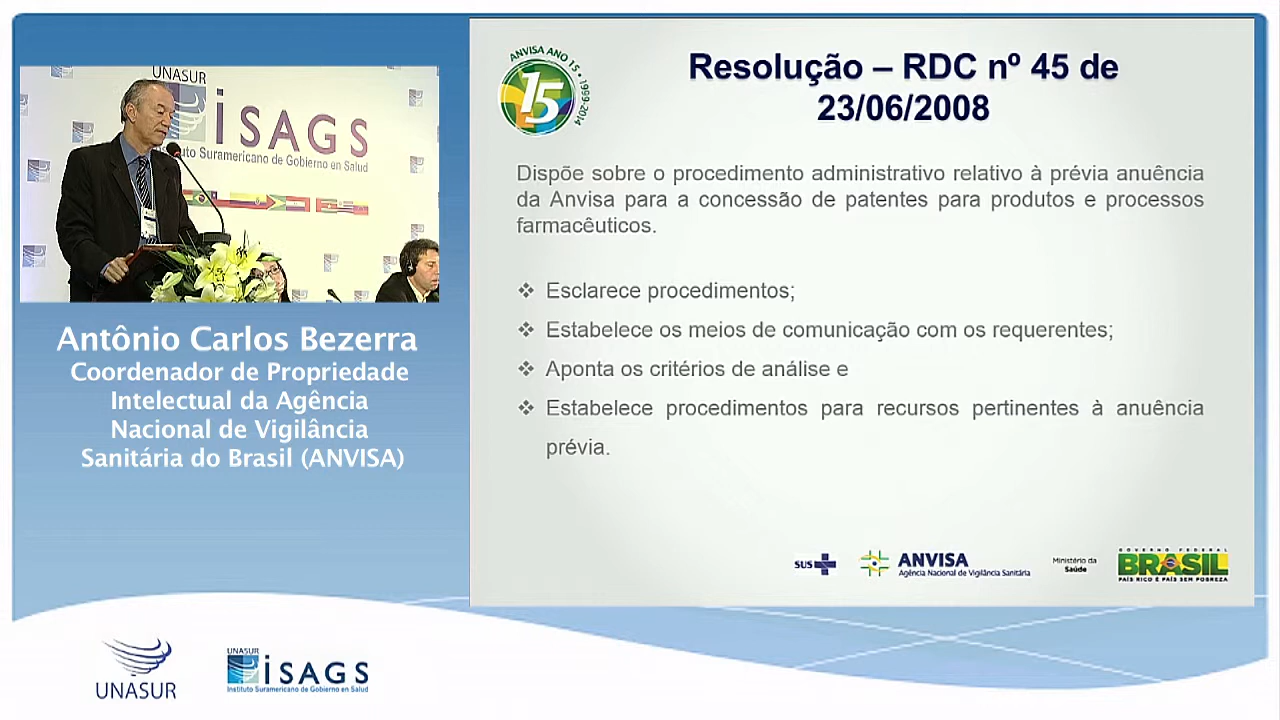 UNASUR
iSAGS
Instituto Suramericano de Gobierno en Salud
Antônio Carlos Bezerra
Coordenador de Propriedade
Intelectual da Agência
Nacional de Vigilância
Sanitária do Brasil (ANVISA)
ANVISA ANO 15 • 1999-2014
15
Resolução – RDC nº 45 de
23/06/2008
Dispõe sobre o procedimento administrativo relativo à prévia anuência
da Anvisa para a concessão de patentes para produtos e processos
farmacêuticos.
❖ Esclarece procedimentos;
❖ Estabelece os meios de comunicação com os requerentes;
❖ Aponta os critérios de análise e
❖ Estabelece procedimentos para recursos pertinentes à anuência
prévia.
SUS
ANVISA
Agência Nacional de Vigilância Sanitária
Ministério da
Saúde
GOVERNO FEDERAL
BRASIL
PAÍS RICO É PAÍS SEM POBREZA
UNASUR
UNASUR
iSAGS
Instituto Suramericano de Gobierno en Salud